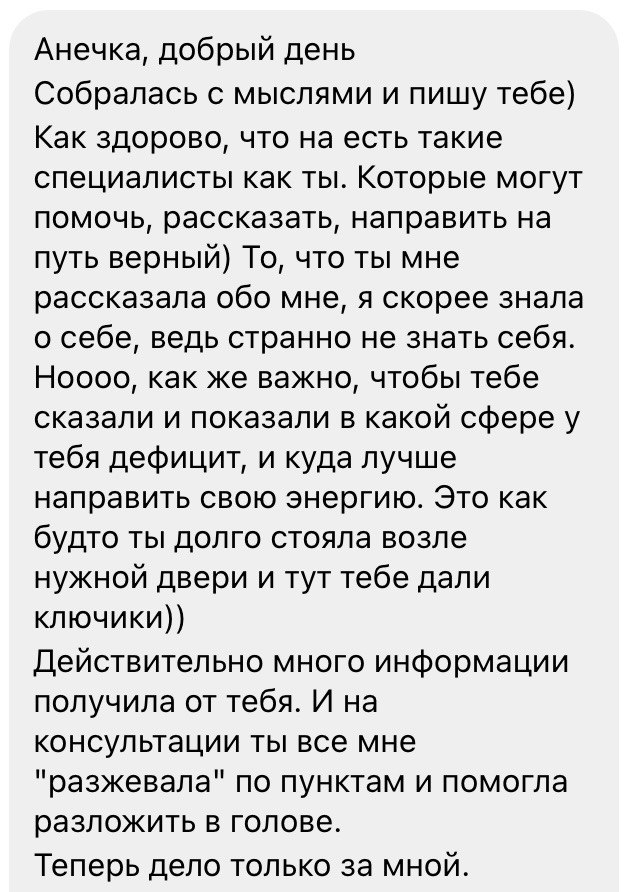 Анечка, добрый день
Собралась с мыслями и пишу тебе)
Как здорово, что на есть такие
специалисты как ты. Которые могут
помочь, рассказать, направить на
путь верный) То, что ты мне
рассказала обо мне, я скорее знала
о себе, ведь странно не знать себя.
Ноооо, как же важно, чтобы тебе
сказали и показали в какой сфере у
тебя дефицит, и куда лучше
направить свою энергию. Это как
будто ты долго стояла возле
нужной двери и тут тебе дали
ключики))
Действительно много информации
получила от тебя. И на
консультации ты все мне
"разжевала" по пунктам и помогла
разложить в голове.
Теперь дело только за мной.